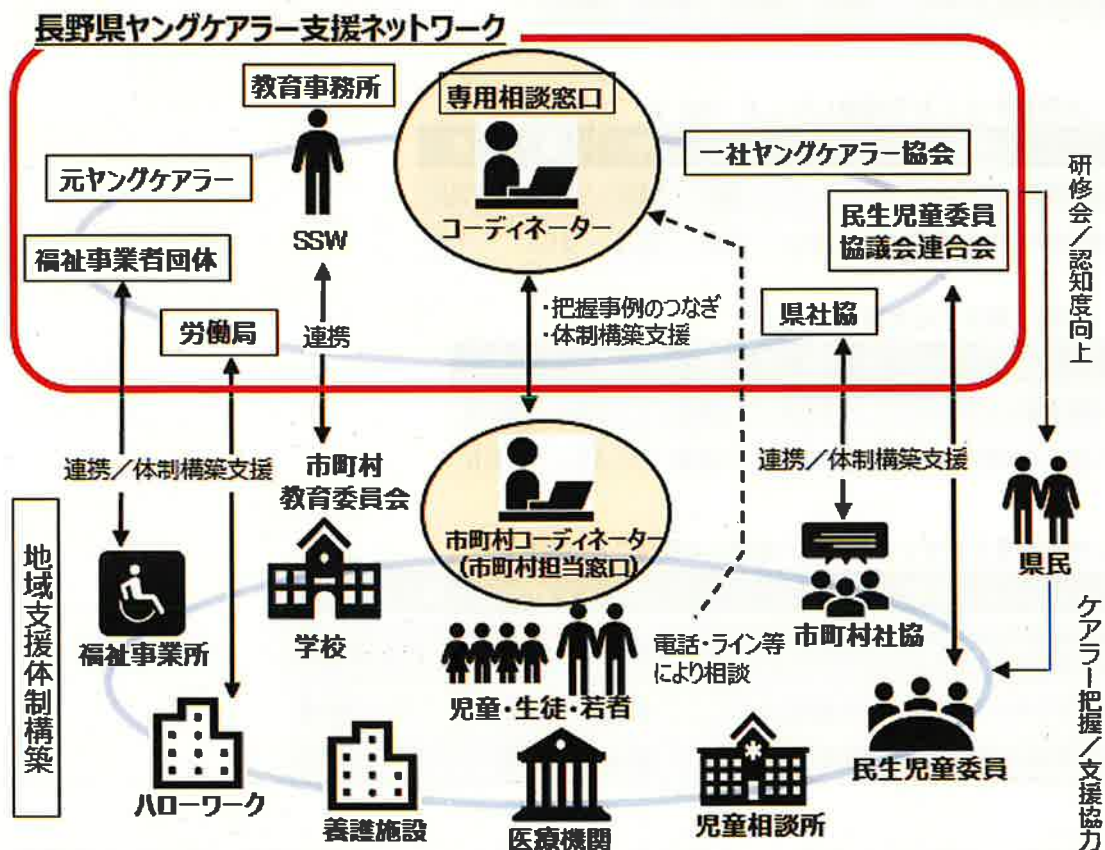 長野県ヤングケアラー支援ネットワーク
教育事務所
専用相談窓口
一社ヤングケアラー協会
元ヤングケアラー
SSW
コーディネーター
民生児童委員
協議会連合会
福祉事業者団体
労働局
連携
・把握事例のつなぎ
・体制構築支援
県社協
研修会/認知度向上
連携/体制構築支援
市町村
教育委員会
連携/体制構築支援
市町村コーディネーター
(市町村担当窓口)
県民
地域支援体制構築
福祉事業所
学校
児童・生徒・若者
電話・ライン等
により相談
市町村社協
ケアラー把握/支援協力
ハローワーク
養護施設
医療機関
児童相談所
民生児童委員